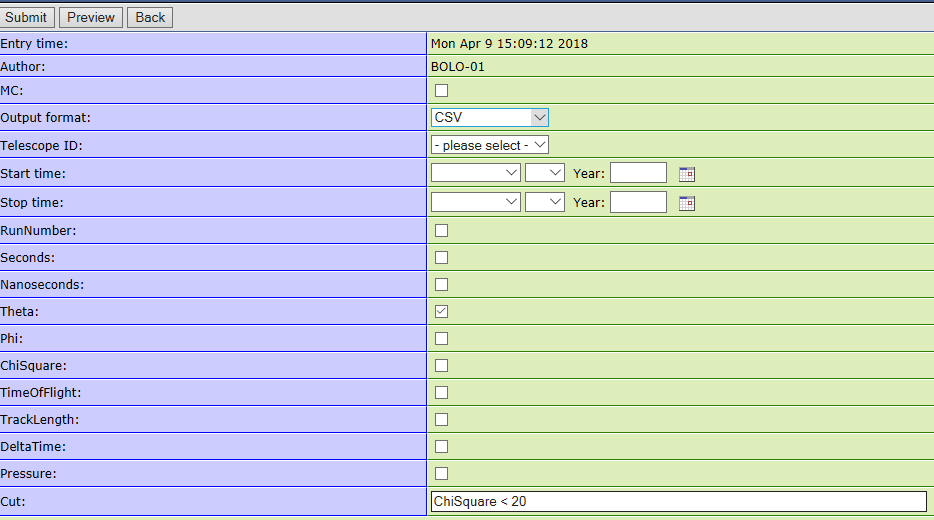 Submit Preview Back
Entry time: Mon Apr 9 15:09:12 2018
Author: BOLO-01
MC:
Output format: CSV
Telescope ID: - please select -
Start time: Year:
Stop time: Year:
RunNumber:
Seconds:
Nanoseconds:
Theta:
Phi:
ChiSquare:
TimeOfFlight:
TrackLength:
DeltaTime:
Pressure:
Cut: ChiSquare < 20